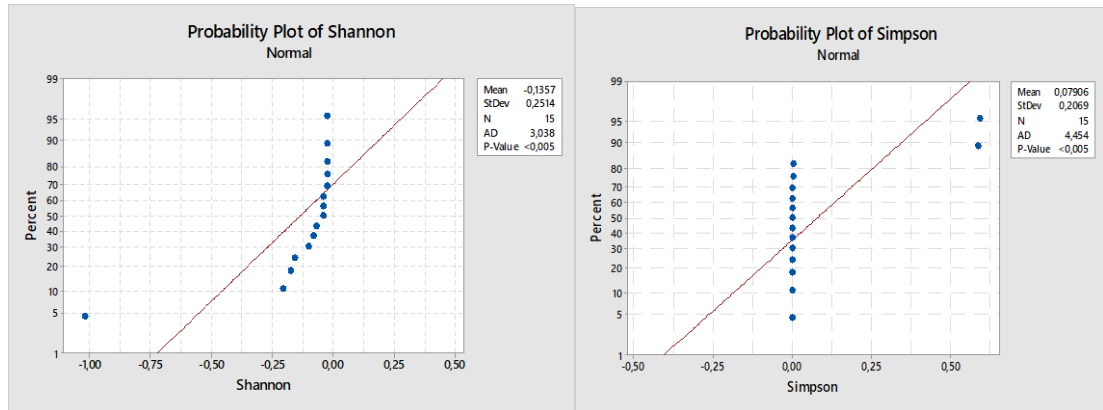 Probability Plot of Shannon
Normal
99
95
90
80
70
60
50
40
30
20
10
5
1
Percent
-1,00 -0,75 -0,50 -0,25 0,00 0,25 0,50
Shannon
Mean -0,1357
StDev 0,2514
N 15
AD 3,038
P-Value <0,005
Probability Plot of Simpson
Normal
99
95
90
80
70
60
50
40
30
20
10
5
1
Percent
-0,50 -0,25 0,00 0,25 0,50
Simpson
Mean 0,07906
StDev 0,2069
N 15
AD 4,454
P-Value <0,005